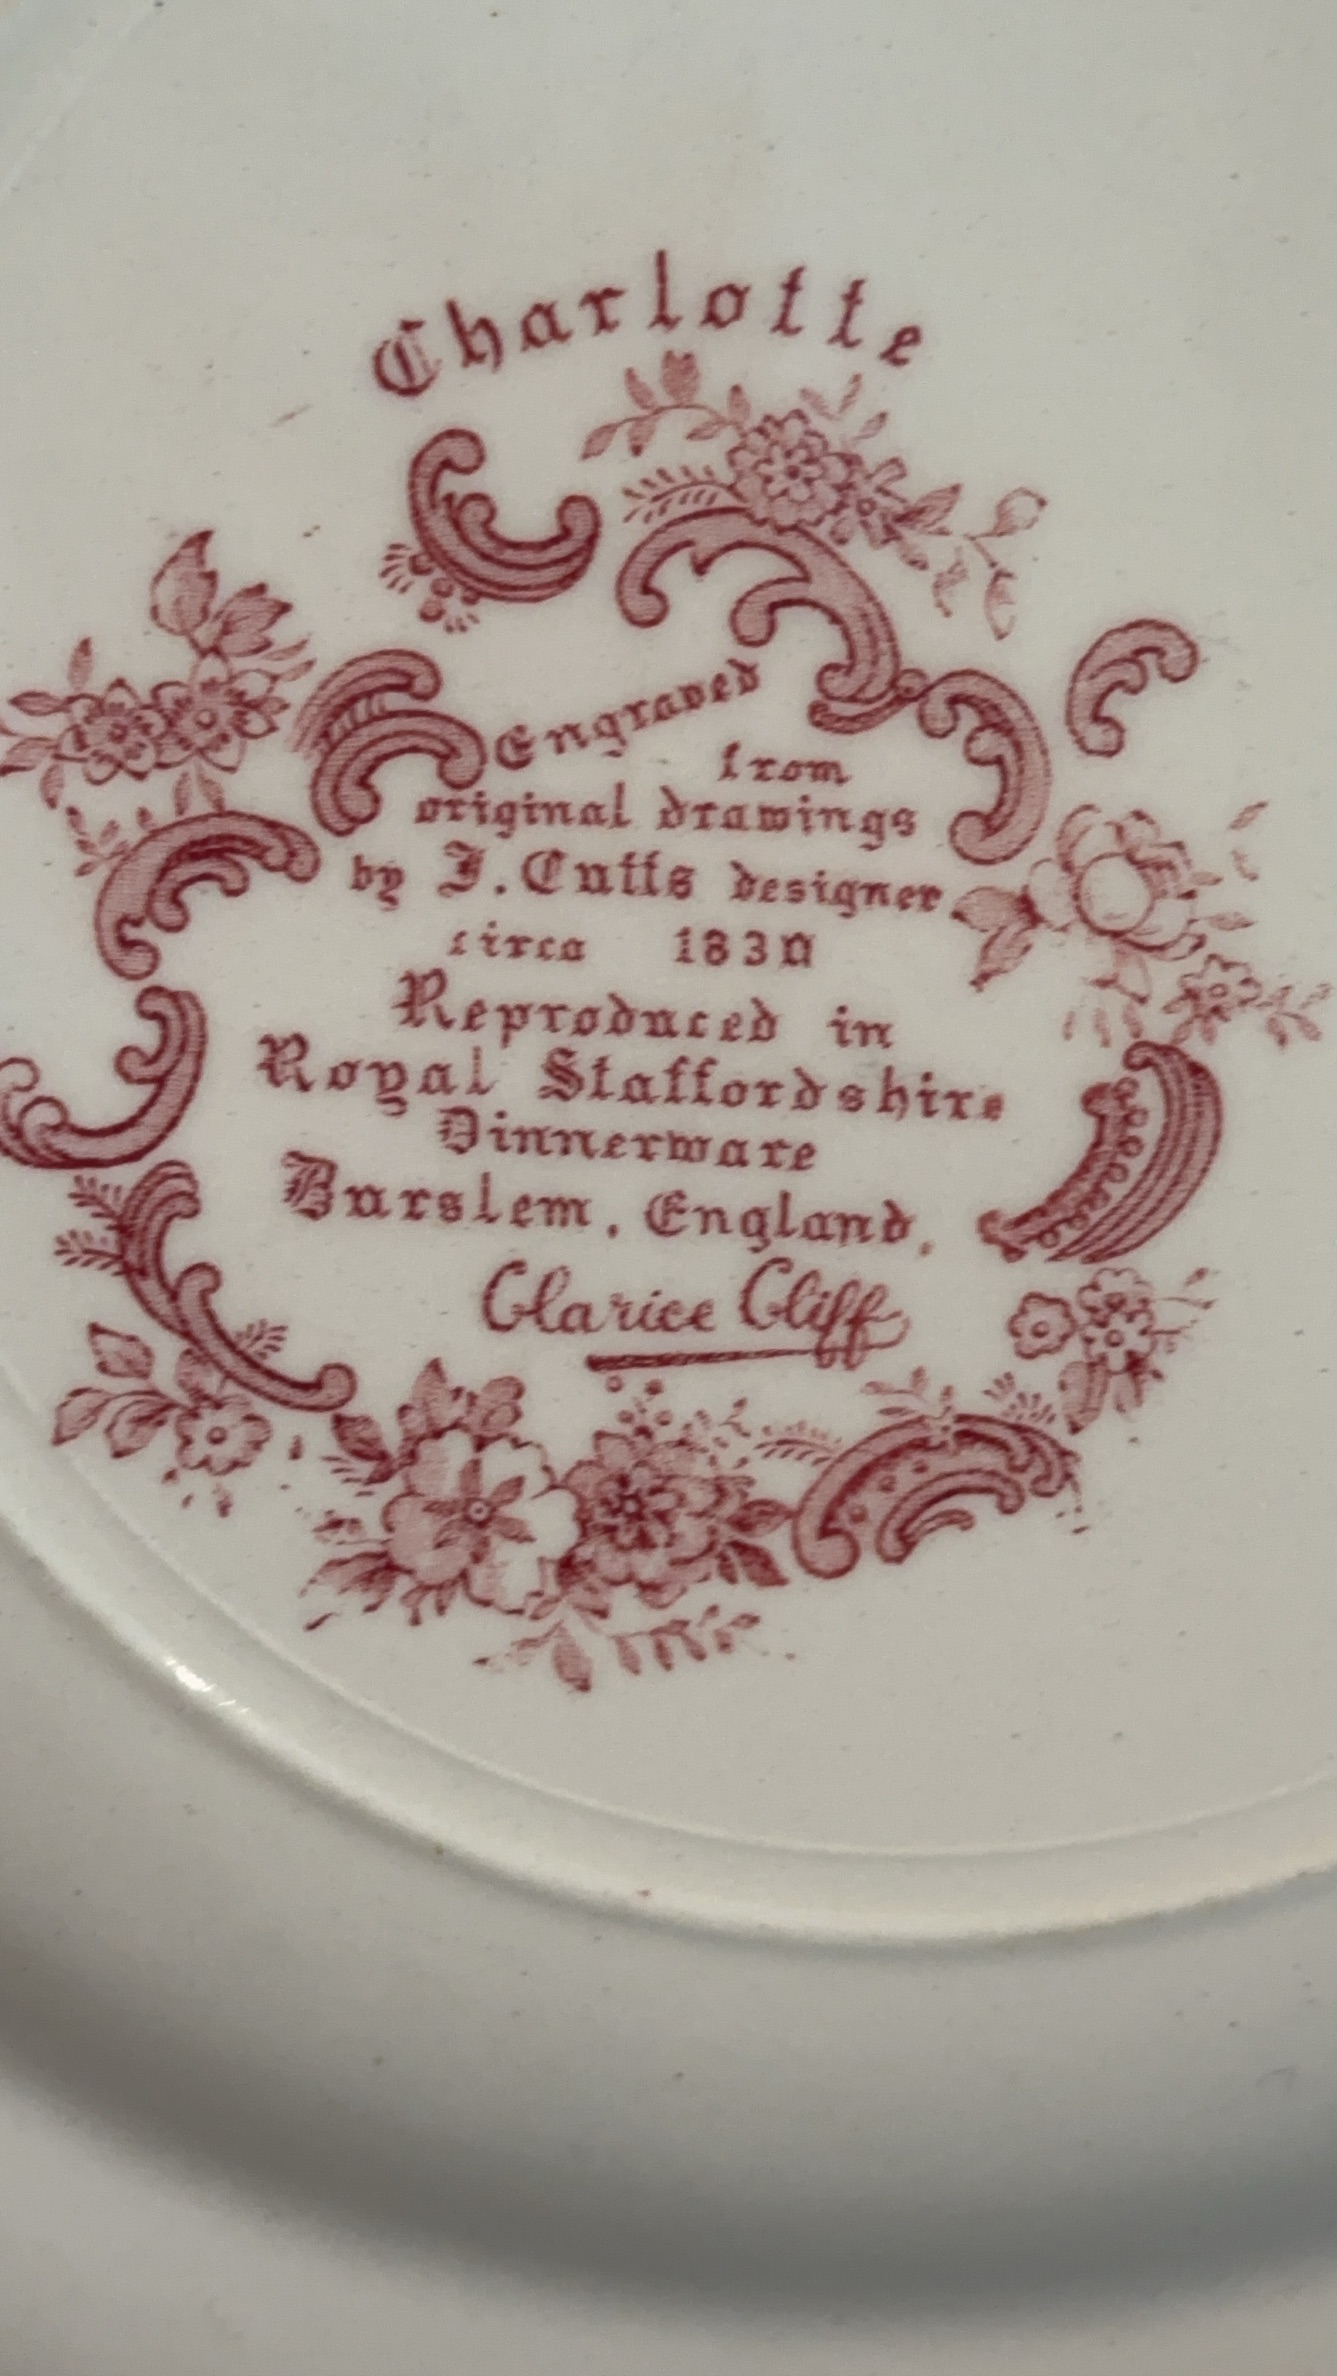 Charlotte
Engraved
from
original drawings
by J. Cutts designer
circa 1830
Reproduced in
Royal Staffordshire
Dinnerware
Burslem, England,
Clarice Cliff